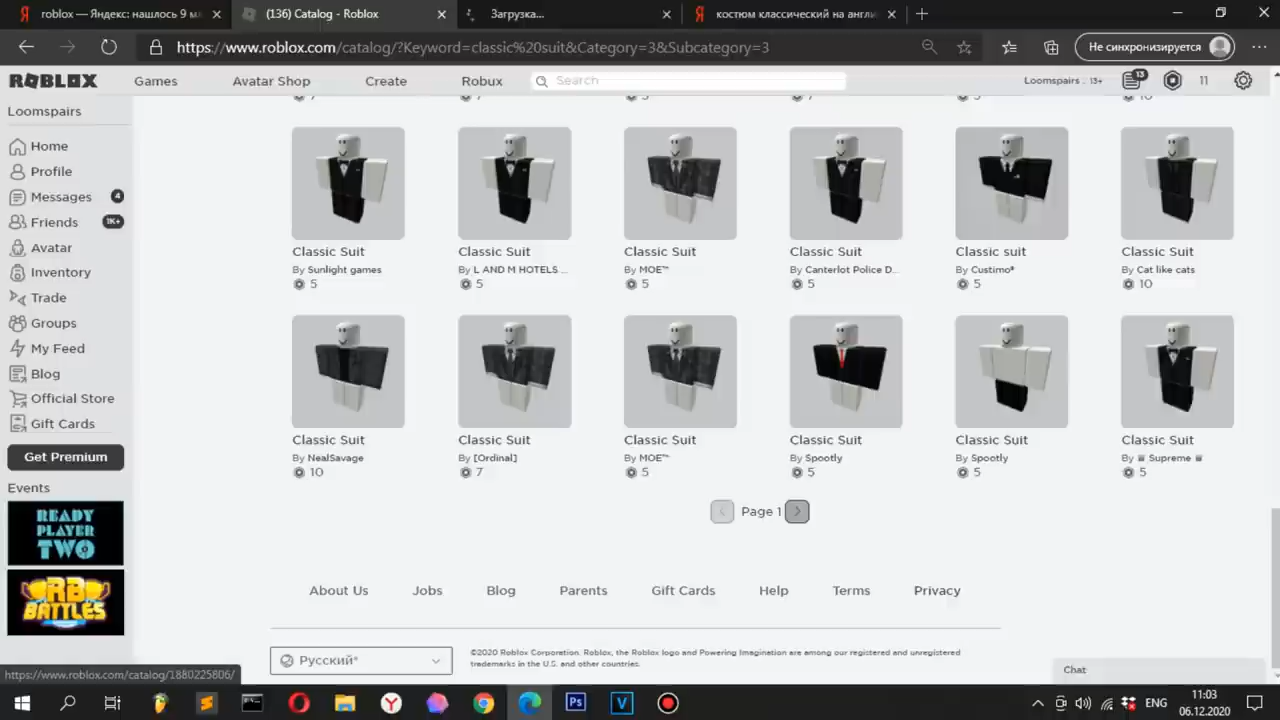 roblox — Яндекс: нашлось 9 мл
(136) Catalog - Roblox
Загрузка...
костюм классический на англи
https://www.roblox.com/catalog/?Keyword=classic%20suit&Category=3&Subcategory=3
Не синхронизируется
ROBLOX
Games
Avatar Shop
Create
Robux
Search
Loomspairs .. 13+
13
11
Loomspairs
Home
Profile
Messages 4
Friends 1K+
Avatar
Inventory
Trade
Groups
My Feed
Blog
Official Store
Gift Cards
Get Premium
Events
READY
PLAYER
TWO
RB
BATTLES
Classic Suit
By Sunlight games
5
Classic Suit
By L AND M HOTELS ...
5
Classic Suit
By MOE™
5
Classic Suit
By Canterlot Police D...
5
Classic suit
By Custimo®
5
Classic Suit
By Cat like cats
10
Classic Suit
By NealSavage
10
Classic Suit
By [Ordinal]
7
Classic Suit
By MOE™
5
Classic Suit
By Spootly
5
Classic Suit
By Spootly
5
Classic Suit
By ♕ Supreme ♕
5
Page 1
About Us
Jobs
Blog
Parents
Gift Cards
Help
Terms
Privacy
Русский*
©2020 Roblox Corporation. Roblox, the Roblox logo and Powering Imagination are among our registered and unregistered
trademarks in the U.S. and other countries.
Chat
https://www.roblox.com/catalog/1880225806/
Ps
V
ENG
11:03
06.12.2020